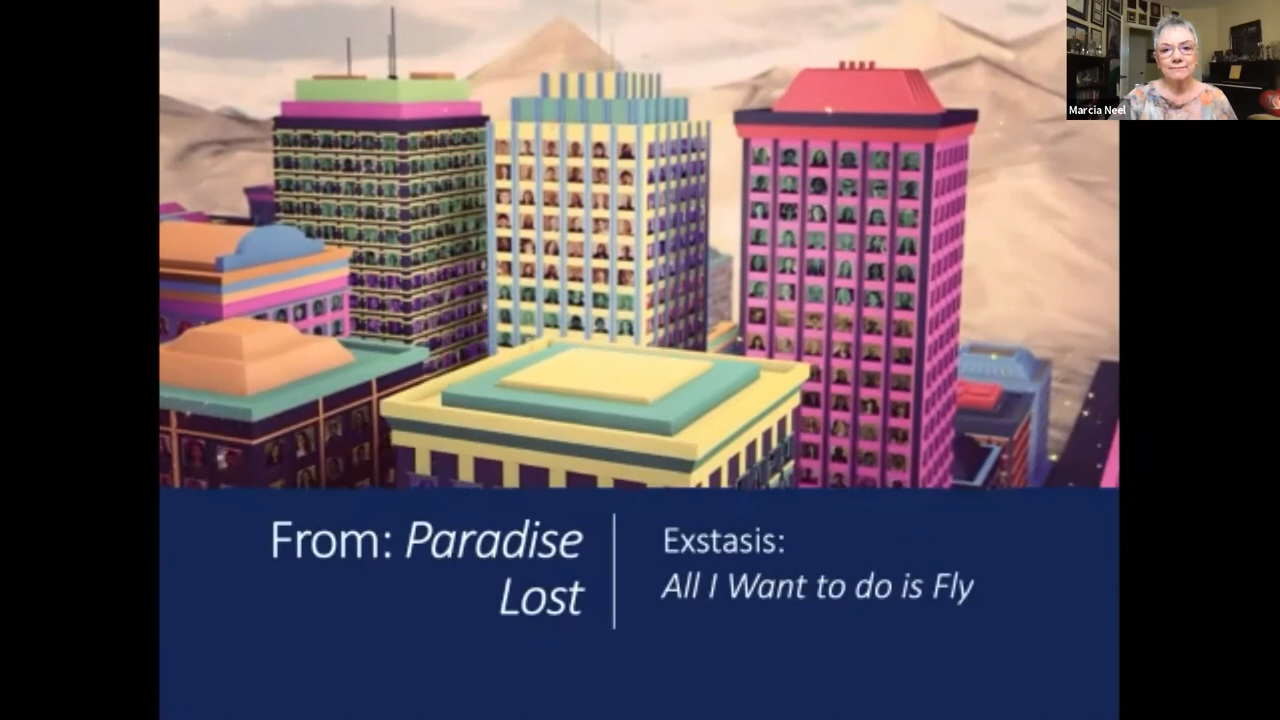 Marcia Neel
From: Paradise
Lost
Exstasis:
All I Want to do is Fly